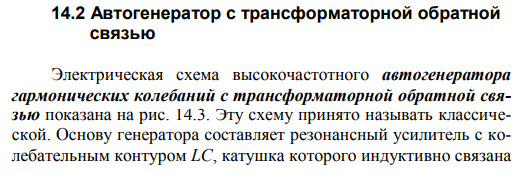 14.2 Автогенератор с трансформаторной обратной
связью
Электрическая схема высокочастотного автогенератора
гармонических колебаний с трансформаторной обратной свя-
зью показана на рис. 14.3. Эту схему принято называть классиче-
ской. Основу генератора составляет резонансный усилитель с ко-
лебательным контуром LC, катушка которого индуктивно связана